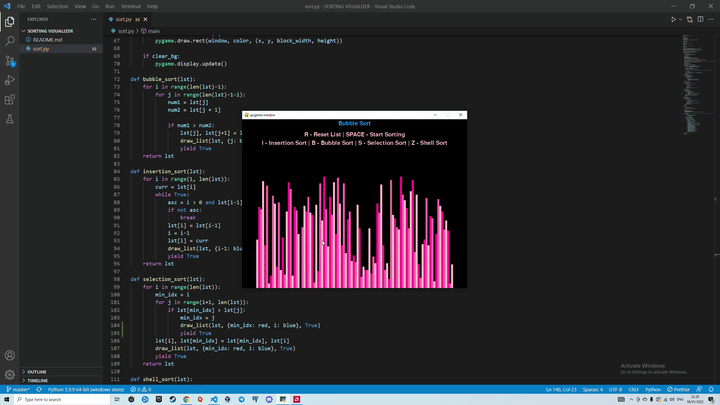 File Edit Selection View Go Run Terminal Help
sort.py - SORTING VISUALIZER - Visual Studio Code
EXPLORER
sort.py M
SORTING VISUALIZER
README.md
sort.py M
sort.py > main
67 pygame.draw.rect(window, color, (x, y, block_width, height))
68
69 if clear_bg:
70 pygame.display.update()
71
72 def bubble_sort(lst):
73 for i in range(len(lst)-1):
74 for j in range(len(lst)-1-i):
75 num1 = lst[j]
76 num2 = lst[j + 1]
77
78 if num1 > num2:
79 lst[j], lst[j+1] = l
80 draw_list(lst, {j: b
81 yield True
82 return lst
83
84 def insertion_sort(lst):
85 for i in range(1, len(lst)):
86 curr = lst[i]
87 while True:
88 asc = i > 0 and lst[i-1]
89 if not asc:
90 break
91 lst[i] = lst[i-1]
92 i = i-1
93 lst[i] = curr
94 draw_list(lst, {i-1: blu
95 yield True
96 return lst
97
98 def selection_sort(lst):
99 for i in range(len(lst)):
100 min_idx = i
101 for j in range(i+1, len(lst)):
102 if lst[min_idx] > lst[j]:
103 min_idx = j
104 draw_list(lst, {min_idx: red, i: blue}, True)
105 yield True
106 lst[i], lst[min_idx] = lst[min_idx], lst[i]
107 draw_list(lst, {min_idx: red, i: blue}, True)
108 yield True
109 return lst
110
111 def shell_sort(lst):
pygame window
Bubble Sort
R - Reset List | SPACE - Start Sorting
I - Insertion Sort | B - Bubble Sort | S - Selection Sort | Z - Shell Sort
Activate Windows
Go to Settings to activate Windows.
OUTLINE
TIMELINE
master* Python 3.9.9 64-bit (windows store) 0 0
Ln 140, Col 23 Spaces: 4 UTF-8 CRLF Python Prettier
Type here to search